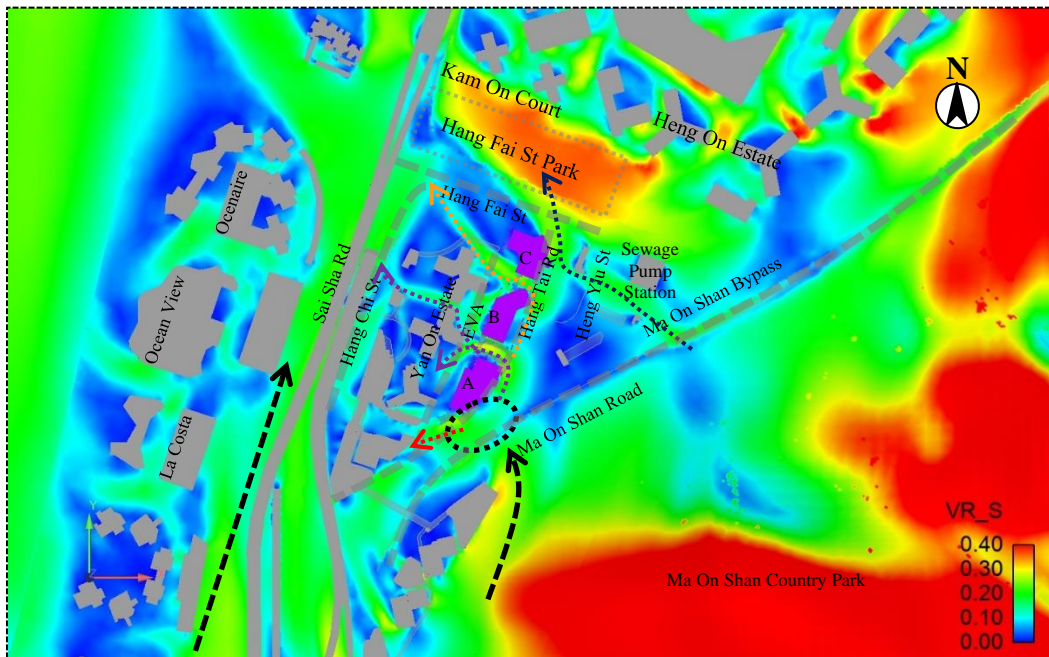 N
Kam On Court
Hang Fai St Park
Heng On Estate
Ocenaire
Hang Fai St
Sai Sha Rd
C
Hang Tai Rd
Heng Yiu St
Sewage
Pump
Station
Ocean View
Hang Chi St
Yan On Estate
EVA
B
Ma On Shan Bypass
A
La Costa
Ma On Shan Road
Y
VR_S
0.40
0.30
0.20
0.10
0.00
Ma On Shan Country Park